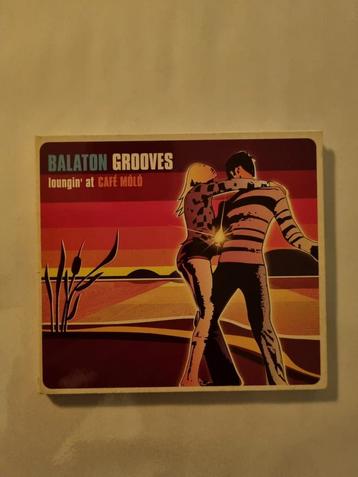 BALATON GROOVES
loungin' at CAFÉ MÓLÓ